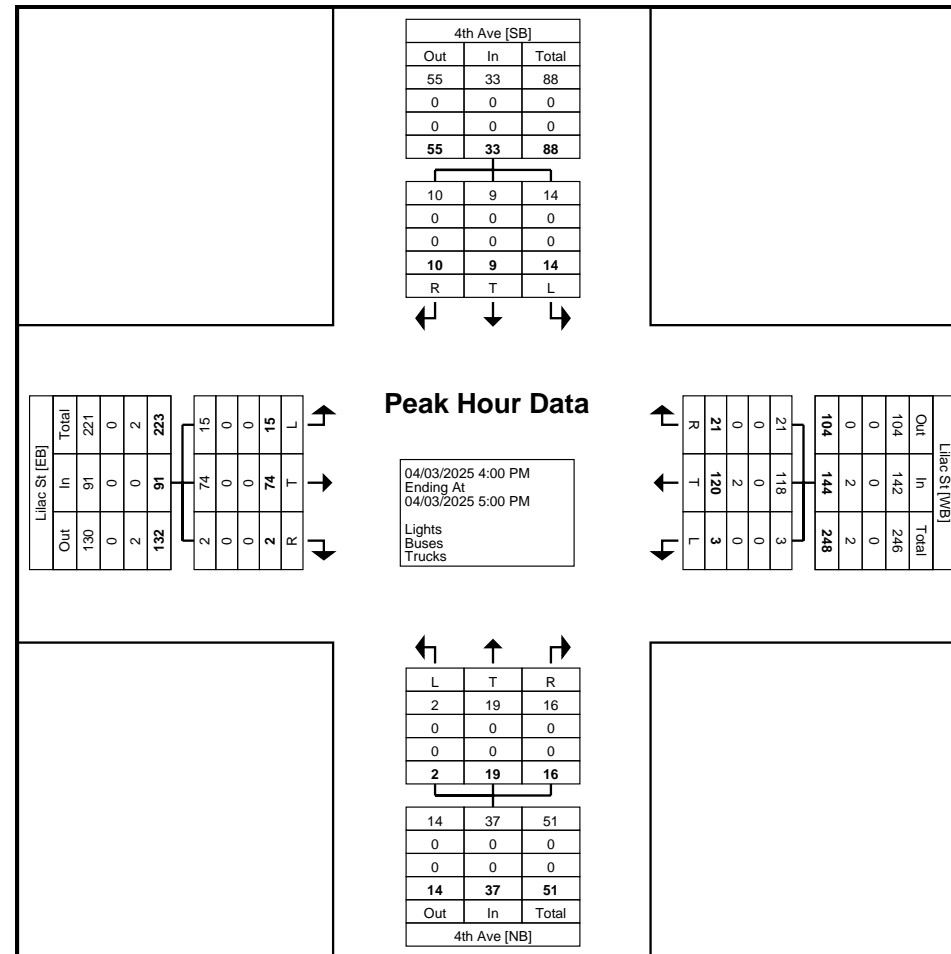 4th Ave [SB]
Out In Total
55 33 88
0 0 0
0 0 0
55 33 88
10 9 14
0 0 0
0 0 0
10 9 14
R T L
Lilac St [EB]
Total 221 0 2 223
In 91 0 0 91
Out 130 0 2 132
15 0 0 15 L
74 0 0 74 T
2 0 0 2 R
Peak Hour Data
04/03/2025 4:00 PM
Ending At
04/03/2025 5:00 PM
Lights
Buses
Trucks
R 21 0 0 21
T 120 2 0 118
L 3 0 0 3
104 0 0 104 Out
144 2 0 142 In
248 2 0 246 Total
Lilac St [WB]
L T R
2 19 16
0 0 0
0 0 0
2 19 16
14 37 51
0 0 0
0 0 0
14 37 51
Out In Total
4th Ave [NB]